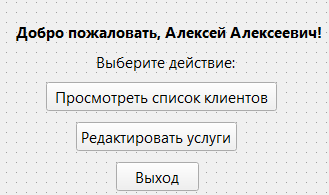 Добро пожаловать, Алексей Алексеевич!
Выберите действие:
Просмотреть список клиентов
Редактировать услуги
Выход